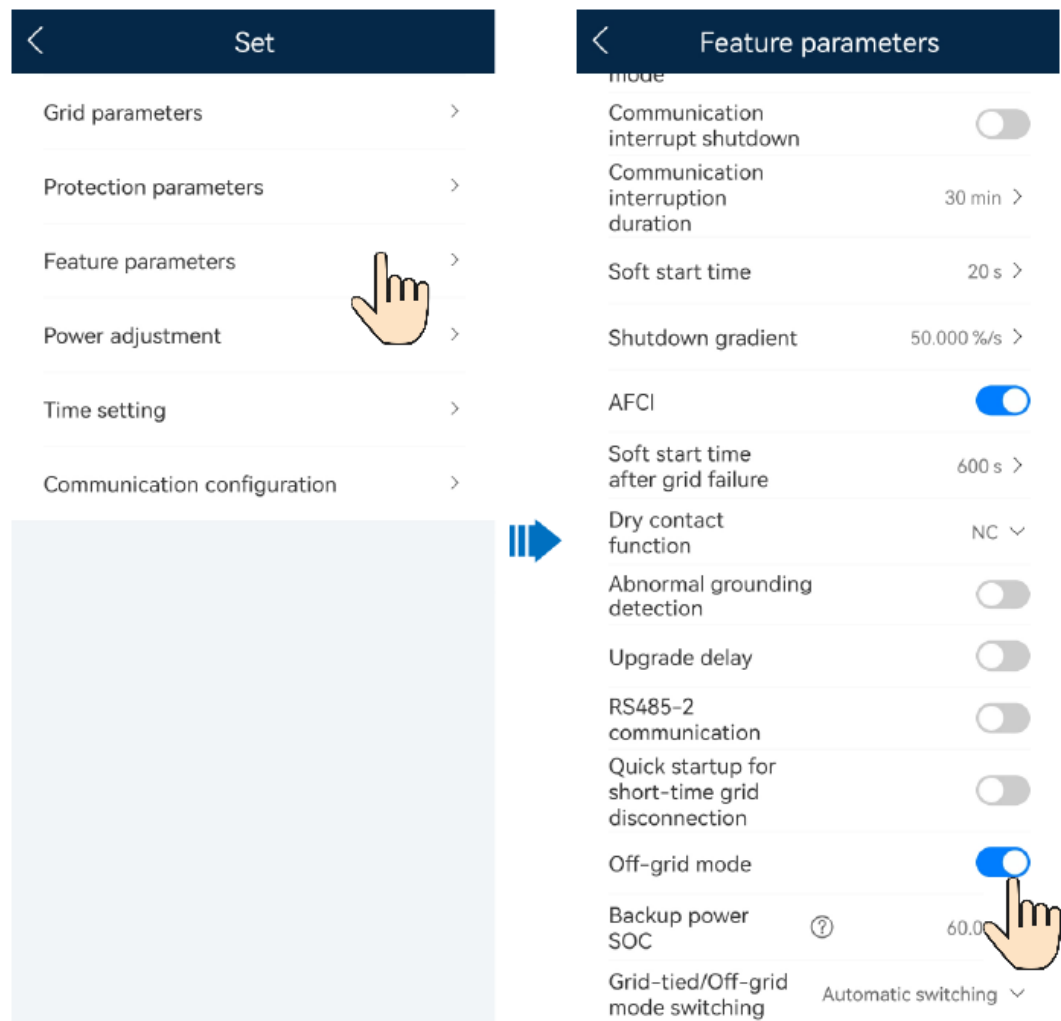 Set
Grid parameters
Protection parameters
Feature parameters
Power adjustment
Time setting
Communication configuration
Feature parameters
mode
Communication
interrupt shutdown
Communication
interruption
duration
30 min
Soft start time
20 s
Shutdown gradient
50.000 %/s
AFCI
Soft start time
after grid failure
600 s
Dry contact
function
NC
Abnormal grounding
detection
Upgrade delay
RS485-2
communication
Quick startup for
short-time grid
disconnection
Off-grid mode
Backup power
SOC
?
60.0
Grid-tied/Off-grid
mode switching
Automatic switching